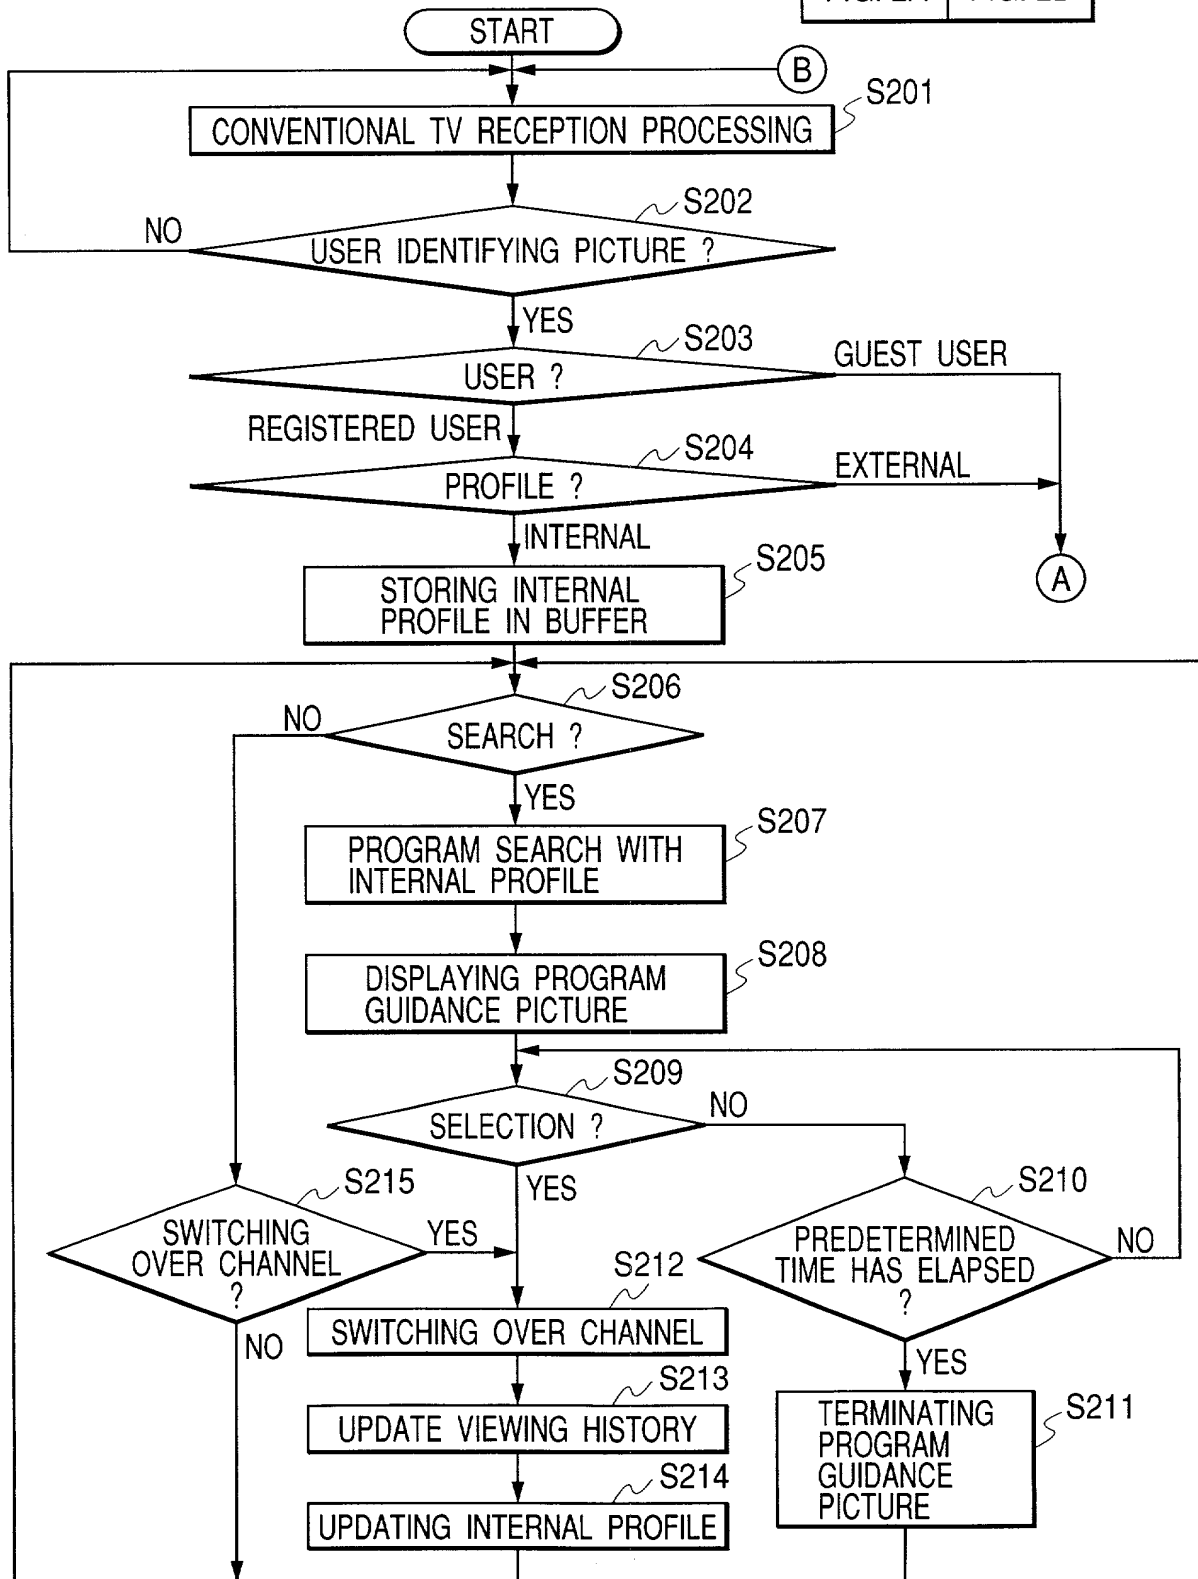 START
B
S201
CONVENTIONAL TV RECEPTION PROCESSING
S202
NO
USER IDENTIFYING PICTURE ?
YES
S203
GUEST USER
USER ?
REGISTERED USER
S204
EXTERNAL
PROFILE ?
INTERNAL
S205
A
STORING INTERNAL
PROFILE IN BUFFER
S206
NO
SEARCH ?
YES
S207
PROGRAM SEARCH WITH
INTERNAL PROFILE
S208
DISPLAYING PROGRAM
GUIDANCE PICTURE
S209
NO
SELECTION ?
YES
S215
S210
SWITCHING
OVER CHANNEL
?
YES
PREDETERMINED
TIME HAS ELAPSED
?
NO
S212
SWITCHING OVER CHANNEL
NO
YES
S213
UPDATE VIEWING HISTORY
S211
TERMINATING
PROGRAM
GUIDANCE
PICTURE
S214
UPDATING INTERNAL PROFILE